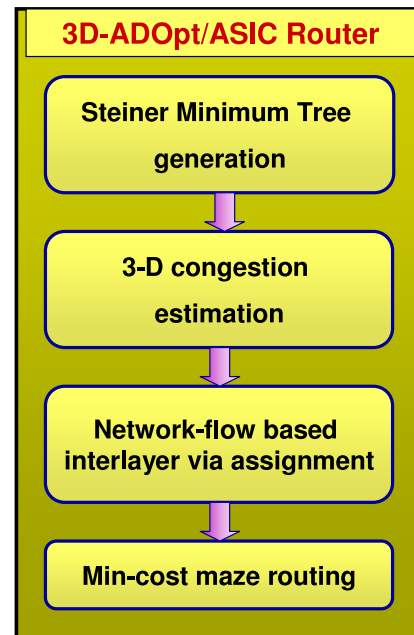 3D-ADOpt/ASIC Router
Steiner Minimum Tree
generation
3-D congestion
estimation
Network-flow based
interlayer via assignment
Min-cost maze routing